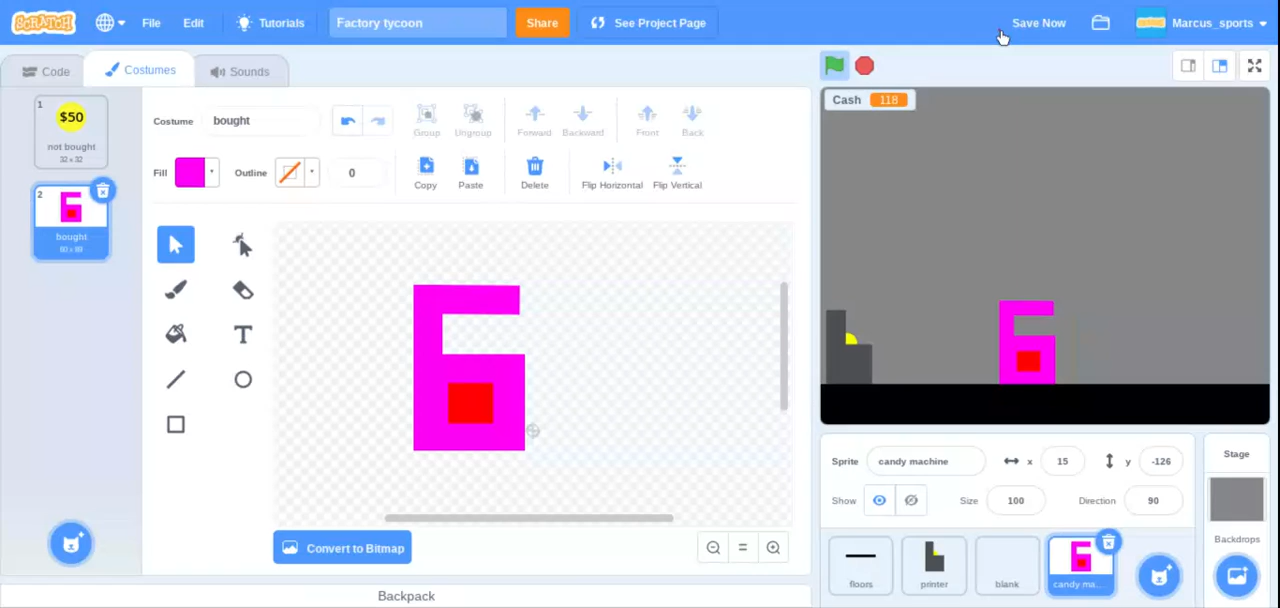 SCRATCH File Edit Tutorials Factory tycoon Share See Project Page Save Now Marcus_sports
Code Costumes Sounds
1
$50
not bought
32 x 32
2
bought
Costume bought
Group Ungroup Forward Backward Front Back
Fill Outline 0
Copy Paste Delete Flip Horizontal Flip Vertical
Convert to Bitmap
Backpack
Cash 118
Sprite candy machine x 15 y -126
Show Size 100 Direction 90
floors printer blank candy ma...
Stage
Backdrops